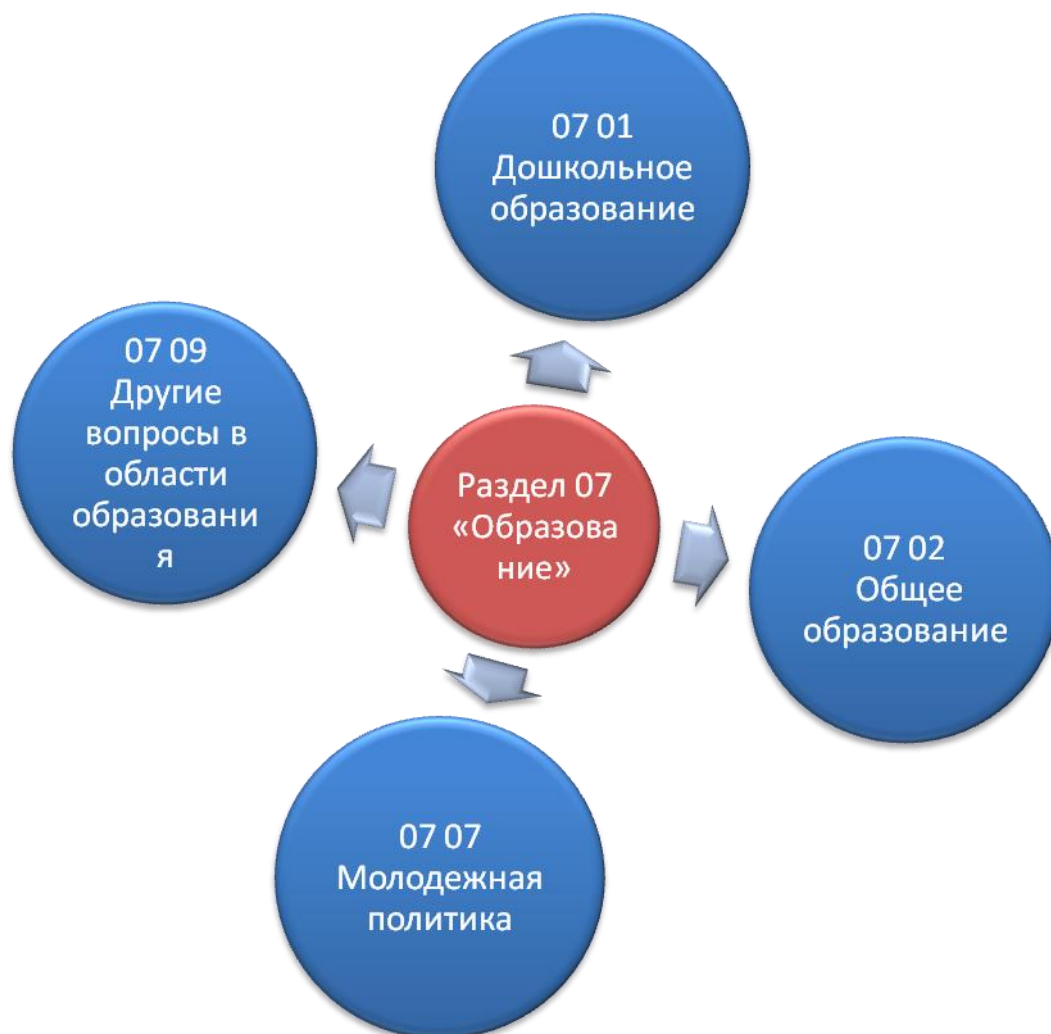 07 01
Дошкольное
образование
07 09
Другие
вопросы в
области
образовани
я
Раздел 07
«Образова
ние»
07 02
Общее
образование
07 07
Молодежная
политика